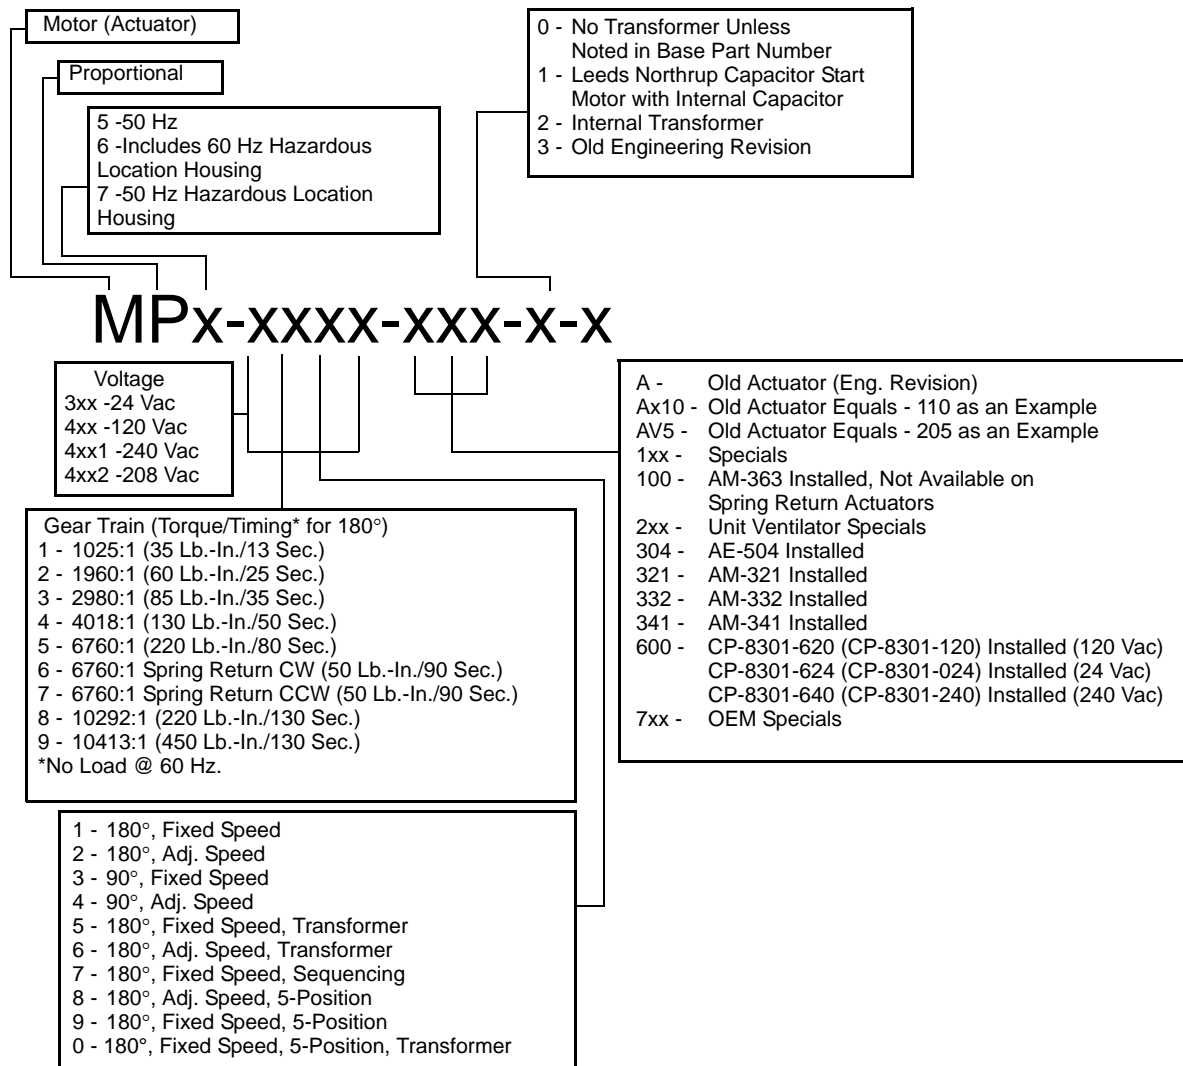 Motor (Actuator)
Proportional
5 -50 Hz
6 -Includes 60 Hz Hazardous
Location Housing
7 -50 Hz Hazardous Location
Housing
0 - No Transformer Unless
Noted in Base Part Number
1 - Leeds Northrup Capacitor Start
Motor with Internal Capacitor
2 - Internal Transformer
3 - Old Engineering Revision
MPx-xxxx-xxx-x-x
Voltage
3xx -24 Vac
4xx -120 Vac
4xx1 -240 Vac
4xx2 -208 Vac
A - Old Actuator (Eng. Revision)
Ax10 - Old Actuator Equals - 110 as an Example
AV5 - Old Actuator Equals - 205 as an Example
1xx - Specials
100 - AM-363 Installed, Not Available on
Spring Return Actuators
2xx - Unit Ventilator Specials
304 - AE-504 Installed
321 - AM-321 Installed
332 - AM-332 Installed
341 - AM-341 Installed
600 - CP-8301-620 (CP-8301-120) Installed (120 Vac)
CP-8301-624 (CP-8301-024) Installed (24 Vac)
CP-8301-640 (CP-8301-240) Installed (240 Vac)
7xx - OEM Specials
Gear Train (Torque/Timing* for 180°)
1 - 1025:1 (35 Lb.-In./13 Sec.)
2 - 1960:1 (60 Lb.-In./25 Sec.)
3 - 2980:1 (85 Lb.-In./35 Sec.)
4 - 4018:1 (130 Lb.-In./50 Sec.)
5 - 6760:1 (220 Lb.-In./80 Sec.)
6 - 6760:1 Spring Return CW (50 Lb.-In./90 Sec.)
7 - 6760:1 Spring Return CCW (50 Lb.-In./90 Sec.)
8 - 10292:1 (220 Lb.-In./130 Sec.)
9 - 10413:1 (450 Lb.-In./130 Sec.)
*No Load @ 60 Hz.
1 - 180°, Fixed Speed
2 - 180°, Adj. Speed
3 - 90°, Fixed Speed
4 - 90°, Adj. Speed
5 - 180°, Fixed Speed, Transformer
6 - 180°, Adj. Speed, Transformer
7 - 180°, Fixed Speed, Sequencing
8 - 180°, Adj. Speed, 5-Position
9 - 180°, Fixed Speed, 5-Position
0 - 180°, Fixed Speed, 5-Position, Transformer